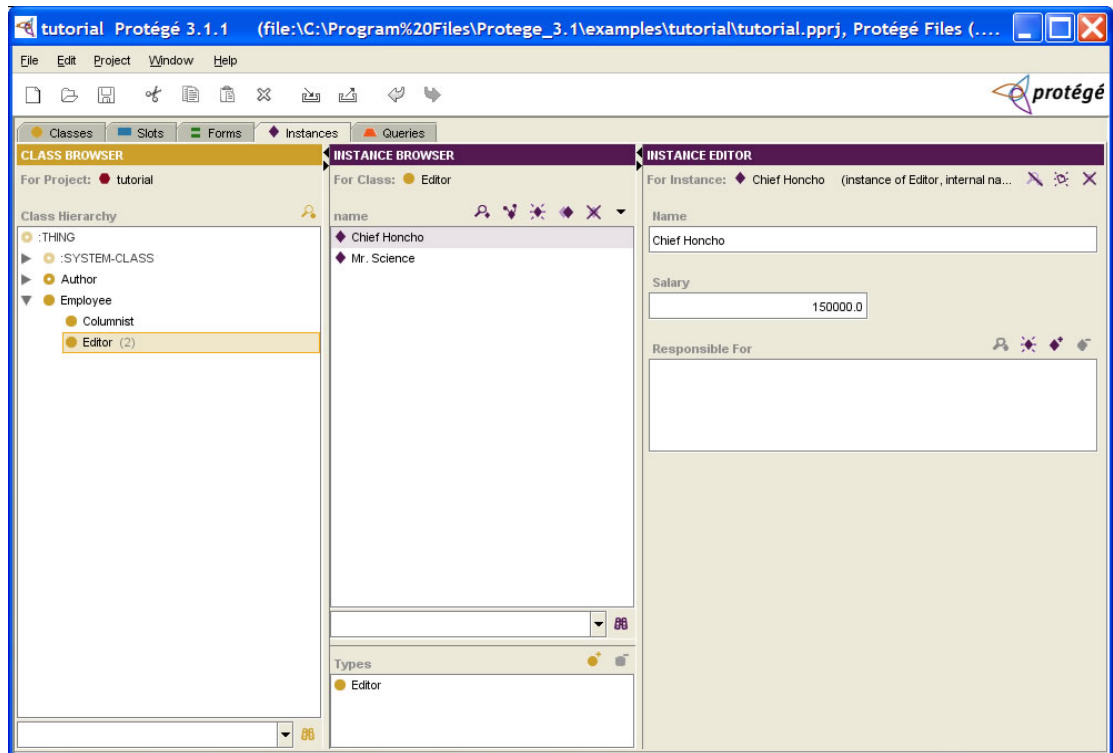 tutorial Protégé 3.1.1 (file:\C:\Program%20Files\Protege_3.1\examples\tutorial\tutorial.pprj, Protégé Files (....
File Edit Project Window Help
protégé
Classes Slots Forms Instances Queries
CLASS BROWSER
For Project: tutorial
Class Hierarchy
:THING
:SYSTEM-CLASS
Author
Employee
Columnist
Editor (2)
INSTANCE BROWSER
For Class: Editor
name
Chief Honcho
Mr. Science
Types
Editor
INSTANCE EDITOR
For Instance: Chief Honcho (instance of Editor, internal na...
Name
Chief Honcho
Salary
150000.0
Responsible For